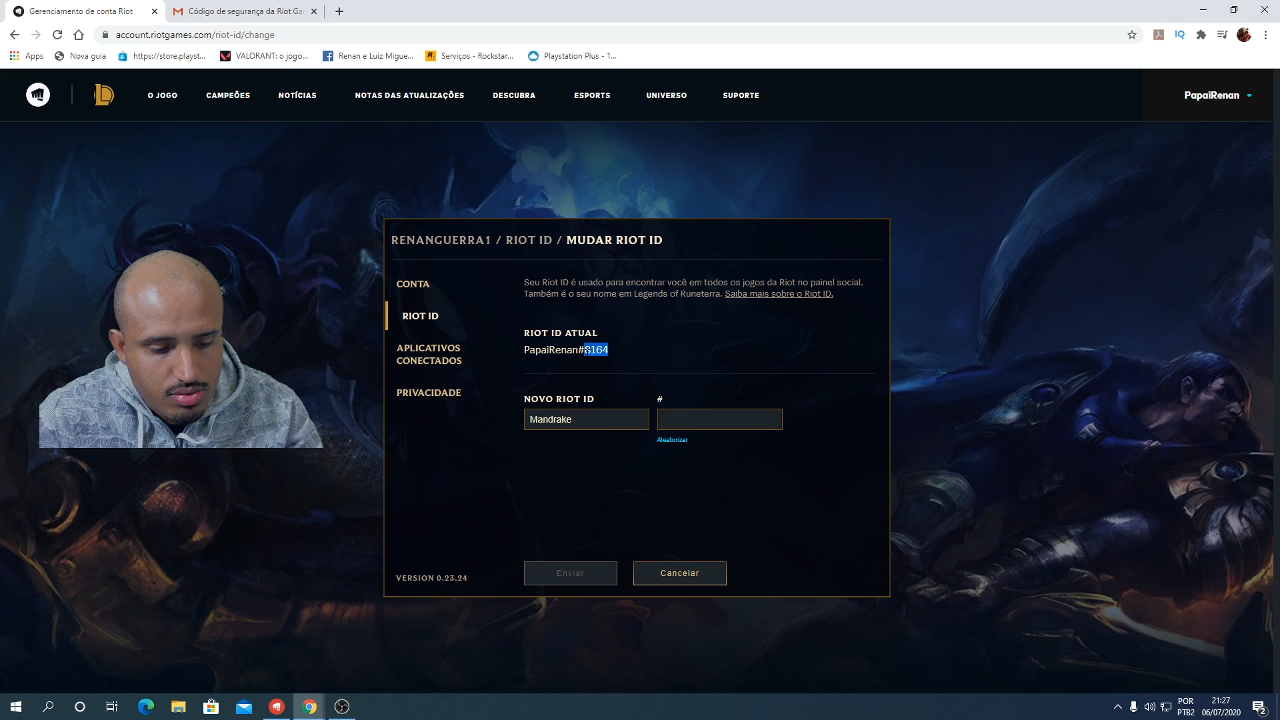 Gerenciamento de conta Riot
Código de segurança da Riot Ga
account.riotgames.com/riot-id/change
Apps
Nova guia
https://store.playst...
VALORANT: o jogo...
Renan e Luiz Migue...
Serviços - Rockstar...
Playstation Plus - 1...
O JOGO
CAMPEÕES
NOTÍCIAS
NOTAS DAS ATUALIZAÇÕES
DESCUBRA
ESPORTS
UNIVERSO
SUPORTE
PapaiRenan
RENANGUERRA1 / RIOT ID / MUDAR RIOT ID
CONTA
RIOT ID
APLICATIVOS
CONECTADOS
PRIVACIDADE
VERSION 0.23.24
Seu Riot ID é usado para encontrar você em todos os jogos da Riot no painel social.
Também é o seu nome em Legends of Runeterra. Saiba mais sobre o Riot ID.
RIOT ID ATUAL
PapaiRenan#
NOVO RIOT ID #
Mandrake
Aleatorizar
Enviar Cancelar
POR
PTB2
21:27
06/07/2020
2